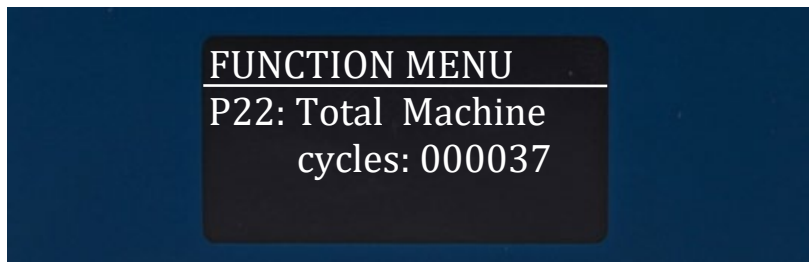 FUNCTION MENU
P22: Total Machine
cycles: 000037